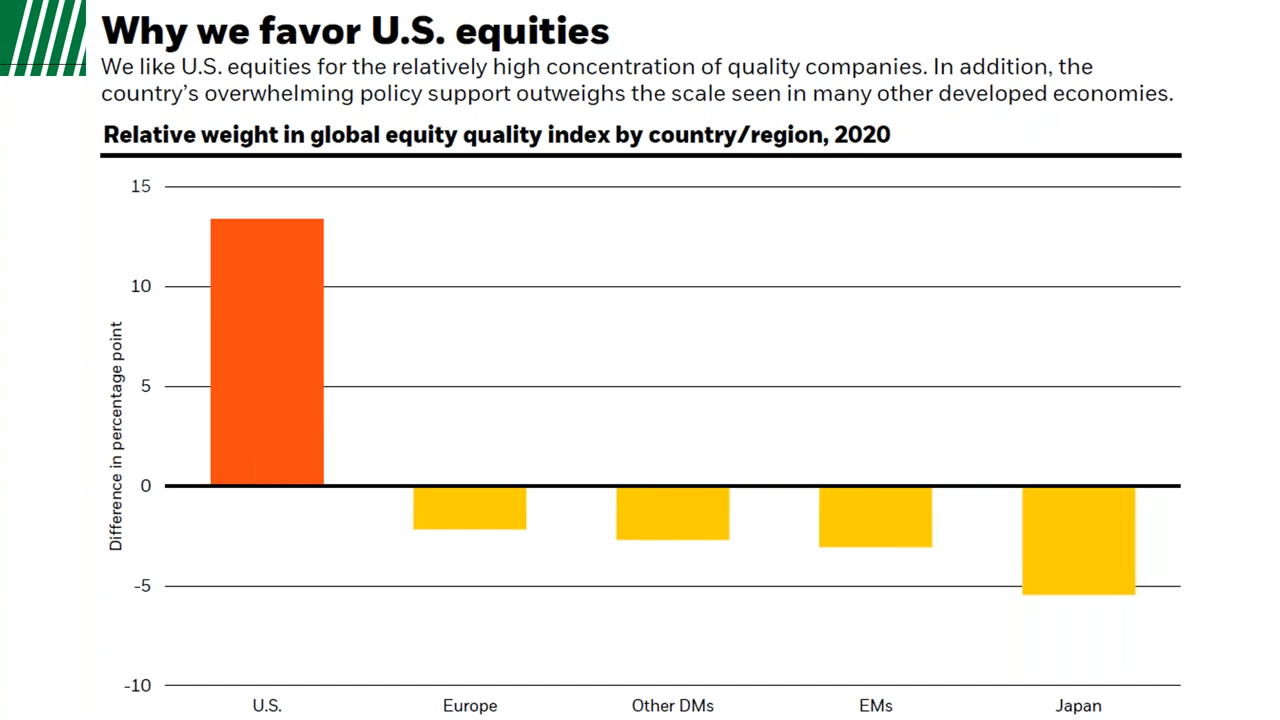 Why we favor U.S. equities
We like U.S. equities for the relatively high concentration of quality companies. In addition, the
country’s overwhelming policy support outweighs the scale seen in many other developed economies.
Relative weight in global equity quality index by country/region, 2020
Difference in percentage point
15
10
5
0
-5
-10
U.S.
Europe
Other DMs
EMs
Japan